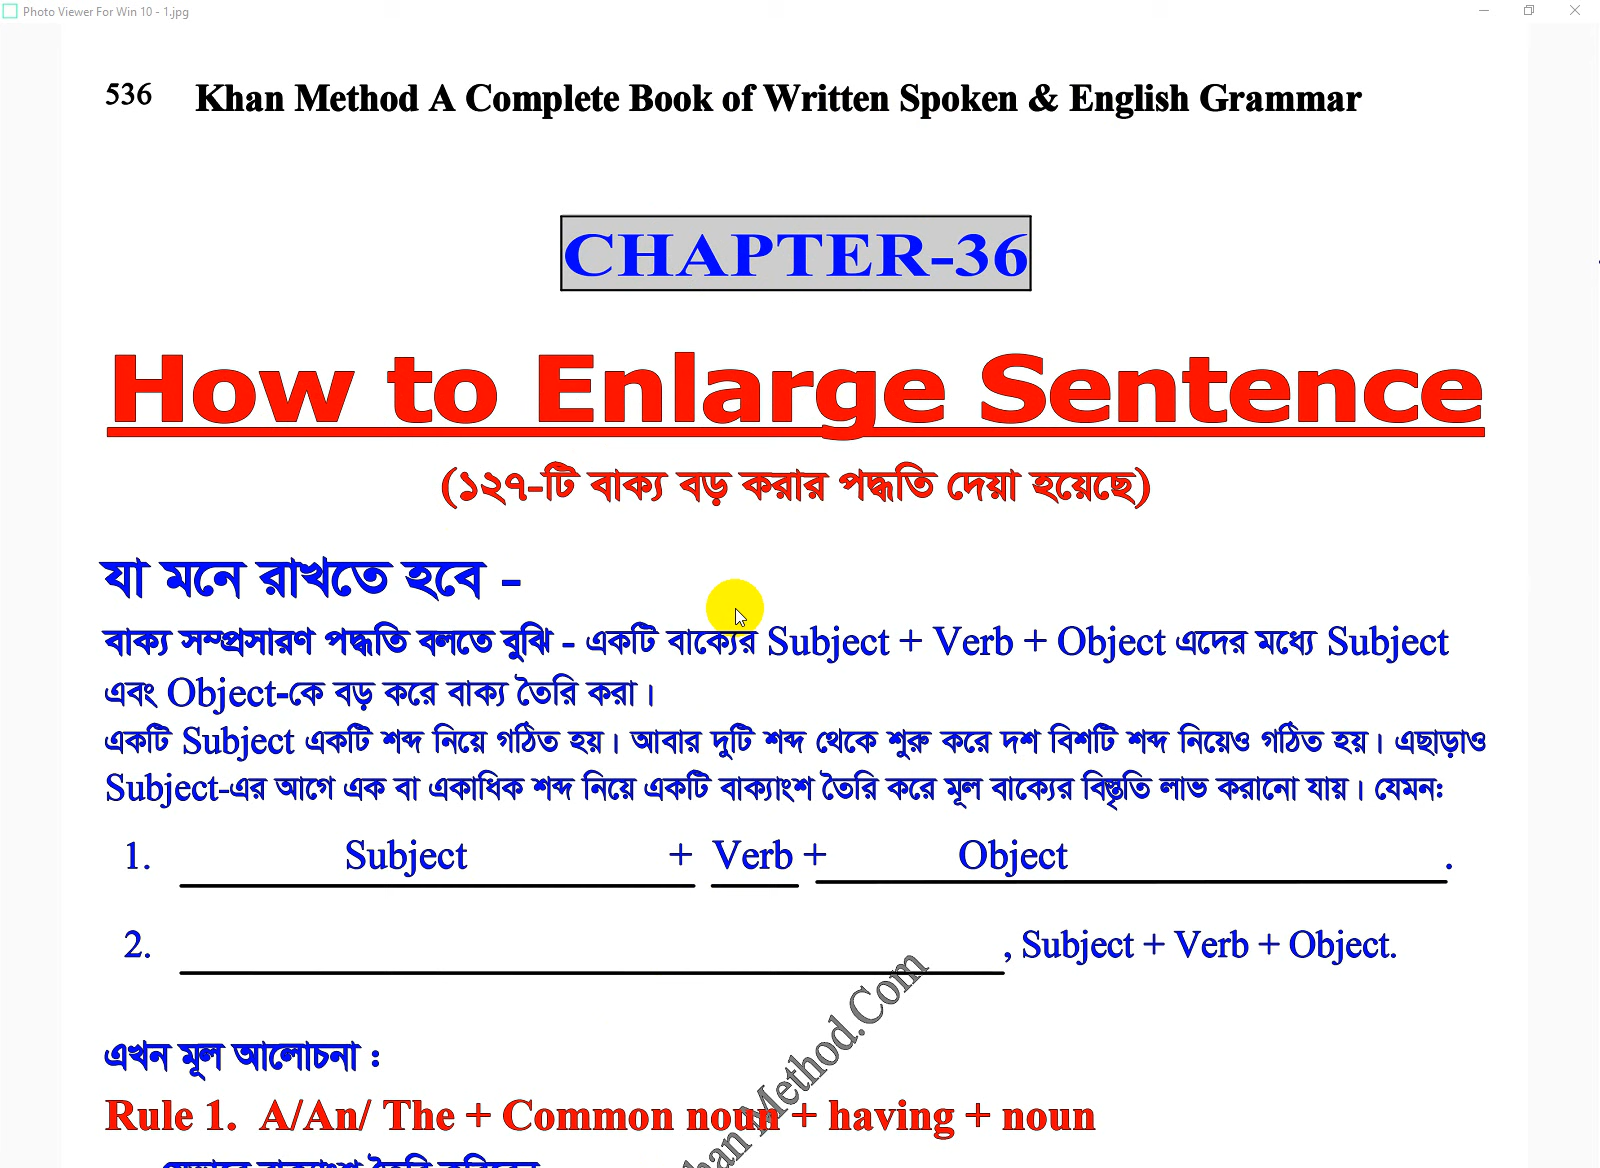 Photo Viewer For Win 10 - 1.jpg
536 Khan Method A Complete Book of Written Spoken & English Grammar
CHAPTER-36
How to Enlarge Sentence
(১২৭-টি বাক্য বড় করার পদ্ধতি দেয়া হয়েছে)
যা মনে রাখতে হবে -
বাক্য সম্প্রসারণ পদ্ধতি বলতে বুঝি - একটি বাক্যের Subject + Verb + Object এদের মধ্যে Subject
এবং Object-কে বড় করে বাক্য তৈরি করা।
একটি Subject একটি শব্দ নিয়ে গঠিত হয়। আবার দুটি শব্দ থেকে শুরু করে দশ বিশটি শব্দ নিয়েও গঠিত হয়। এছাড়াও
Subject-এর আগে এক বা একাধিক শব্দ নিয়ে একটি বাক্যাংশ তৈরি করে মূল বাক্যের বিস্তৃতি লাভ করানো যায়। যেমন:
1. Subject + Verb + Object .
2. , Subject + Verb + Object.
এখন মূল আলোচনা :
Rule 1. A/An/ The + Common noun + having + noun
Method.Com